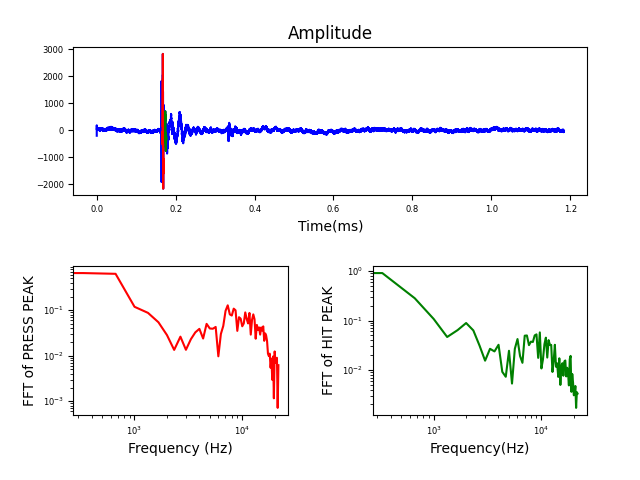 Amplitude
3000
2000
1000
0
−1000
−2000
0.0 0.2 0.4 0.6 0.8 1.0 1.2
Time(ms)
FFT of PRESS PEAK
10⁻¹
10⁻²
10⁻³
10³ 10⁴
Frequency (Hz)
FFT of HIT PEAK
10⁰
10⁻¹
10⁻²
10³ 10⁴
Frequency(Hz)